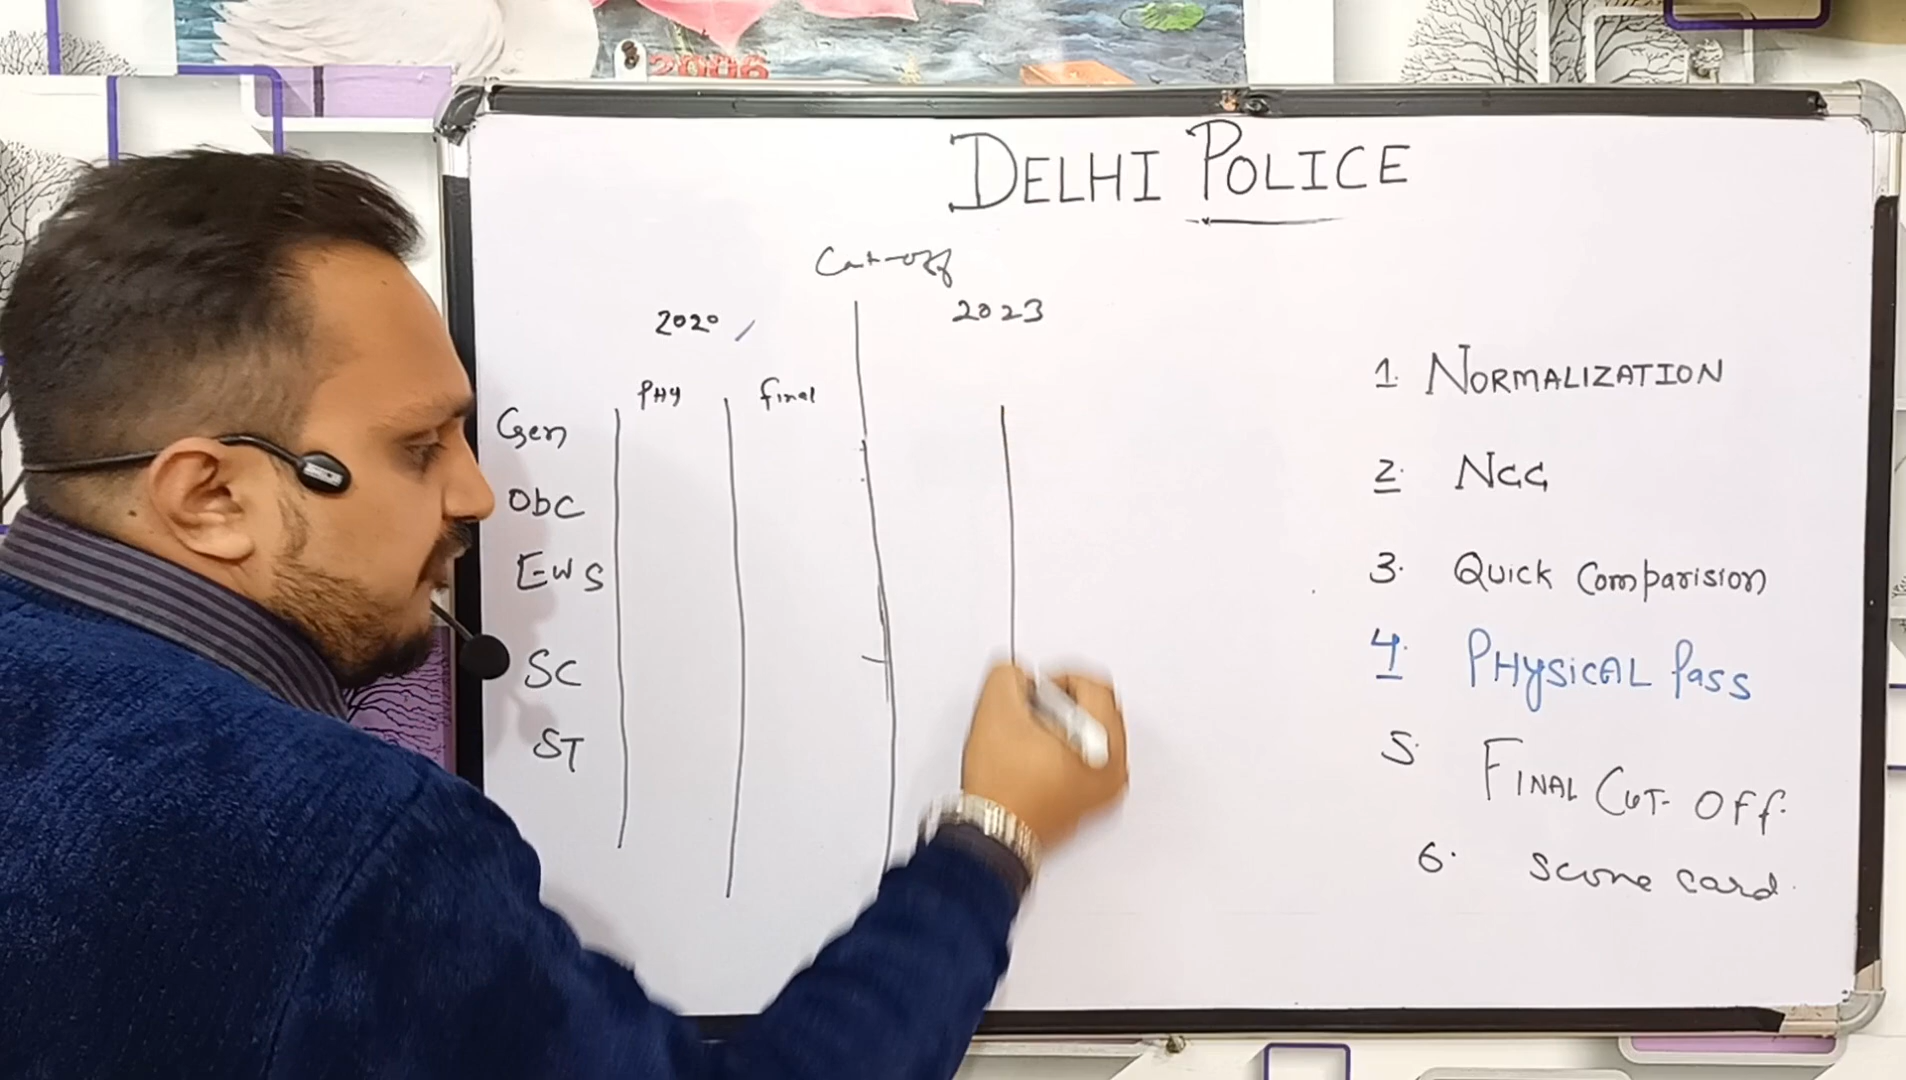 2006
DELHI POLICE
Cut-off
2020
2023
PHY
final
Gen
ObC
EWS
SC
ST
1. NORMALIZATION
2. NCC
3. QUICK Comparision
4. PHYSICAL Pass
5. FINAL CUT-OFF.
6. Score card.